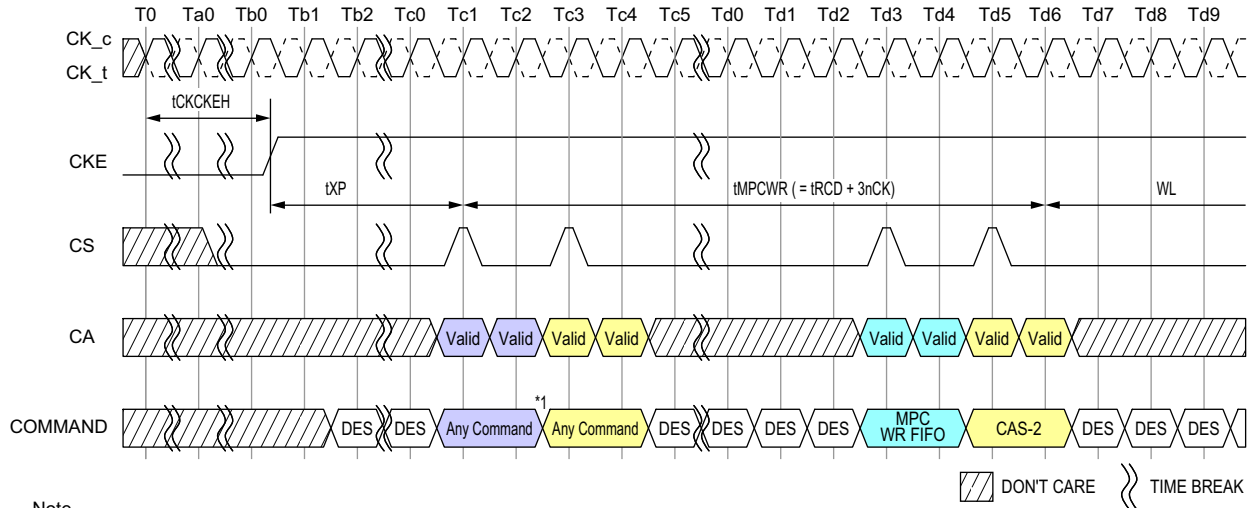 T0 Ta0 Tb0 Tb1 Tb2 Tc0 Tc1 Tc2 Tc3 Tc4 Tc5 Td0 Td1 Td2 Td3 Td4 Td5 Td6 Td7 Td8 Td9
CK_c
CK_t
tCKCKEH
CKE
tXP
tMPCWR ( = tRCD + 3nCK)
WL
CS
CA
Valid Valid Valid Valid Valid Valid Valid Valid
*1
COMMAND
DES DES Any Command Any Command DES DES DES DES MPC WR FIFO CAS-2 DES DES DES
DON'T CARE
TIME BREAK